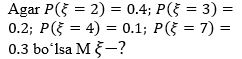 Agar P(ξ = 2) = 0.4; P(ξ = 3) =
0.2; P(ξ = 4) = 0.1; P(ξ = 7) =
0.3 bo‘lsa M ξ−?